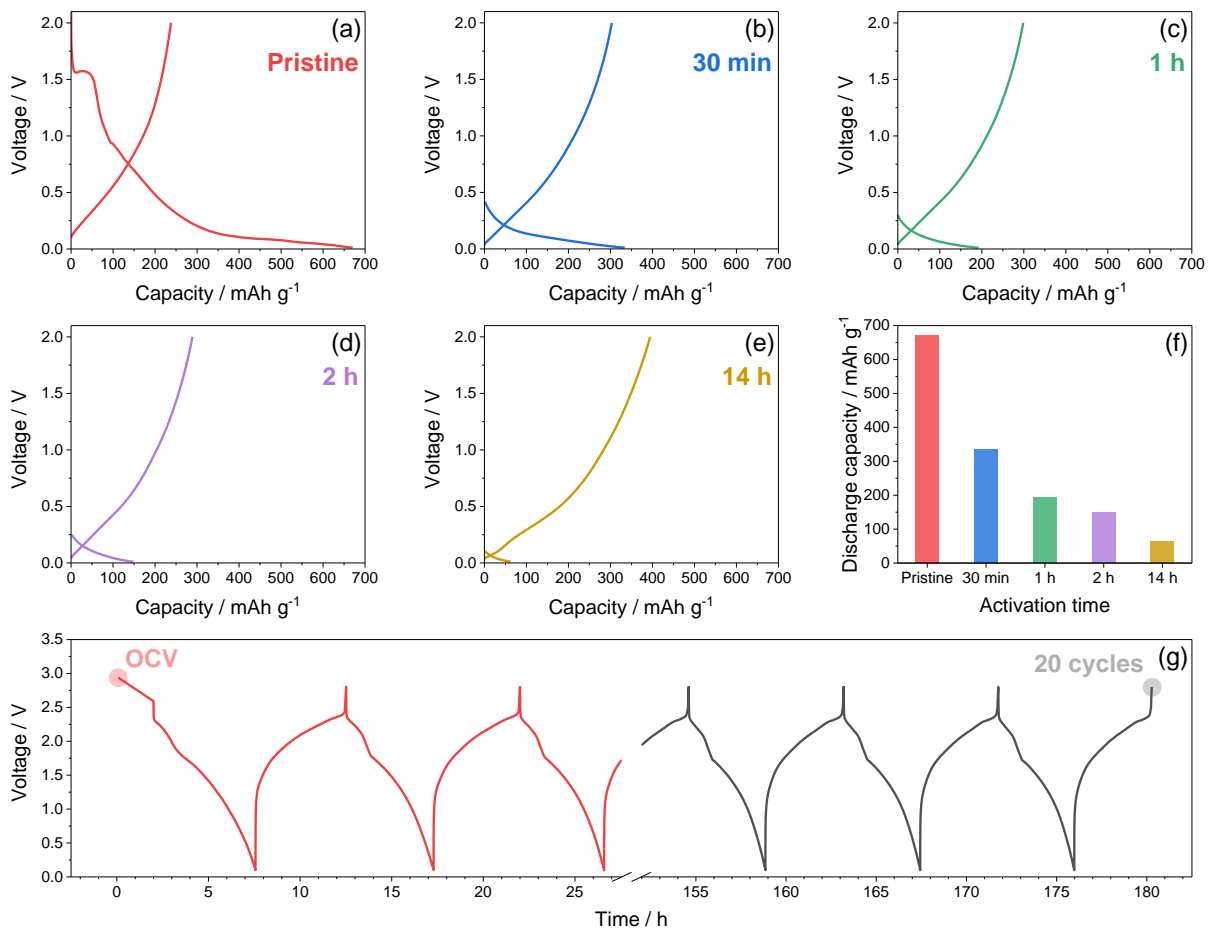 (a)
Pristine
2.0
1.5
1.0
0.5
0.0
Voltage / V
0 100 200 300 400 500 600 700
Capacity / mAh g⁻¹
(b)
30 min
2.0
1.5
1.0
0.5
0.0
Voltage / V
0 100 200 300 400 500 600 700
Capacity / mAh g⁻¹
(c)
1 h
2.0
1.5
1.0
0.5
0.0
Voltage / V
0 100 200 300 400 500 600 700
Capacity / mAh g⁻¹
(d)
2 h
2.0
1.5
1.0
0.5
0.0
Voltage / V
0 100 200 300 400 500 600 700
Capacity / mAh g⁻¹
(e)
14 h
2.0
1.5
1.0
0.5
0.0
Voltage / V
0 100 200 300 400 500 600 700
Capacity / mAh g⁻¹
(f)
700
600
500
400
300
200
100
0
Discharge capacity / mAh g⁻¹
Pristine 30 min 1 h 2 h 14 h
Activation time
(g)
OCV
20 cycles
3.5
3.0
2.5
2.0
1.5
1.0
0.5
0.0
Voltage / V
0 5 10 15 20 25 155 160 165 170 175 180
Time / h